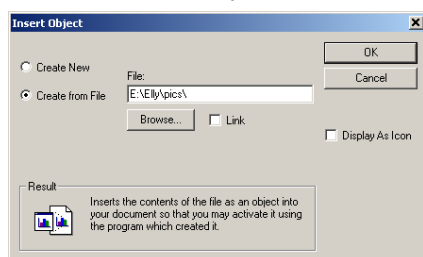 Insert Object
OK
Cancel
Create New
File:
Create from File
E:\Elly\pics\
Browse...
Link
Display As Icon
Result
Inserts the contents of the file as an object into
your document so that you may activate it using
the program which created it.